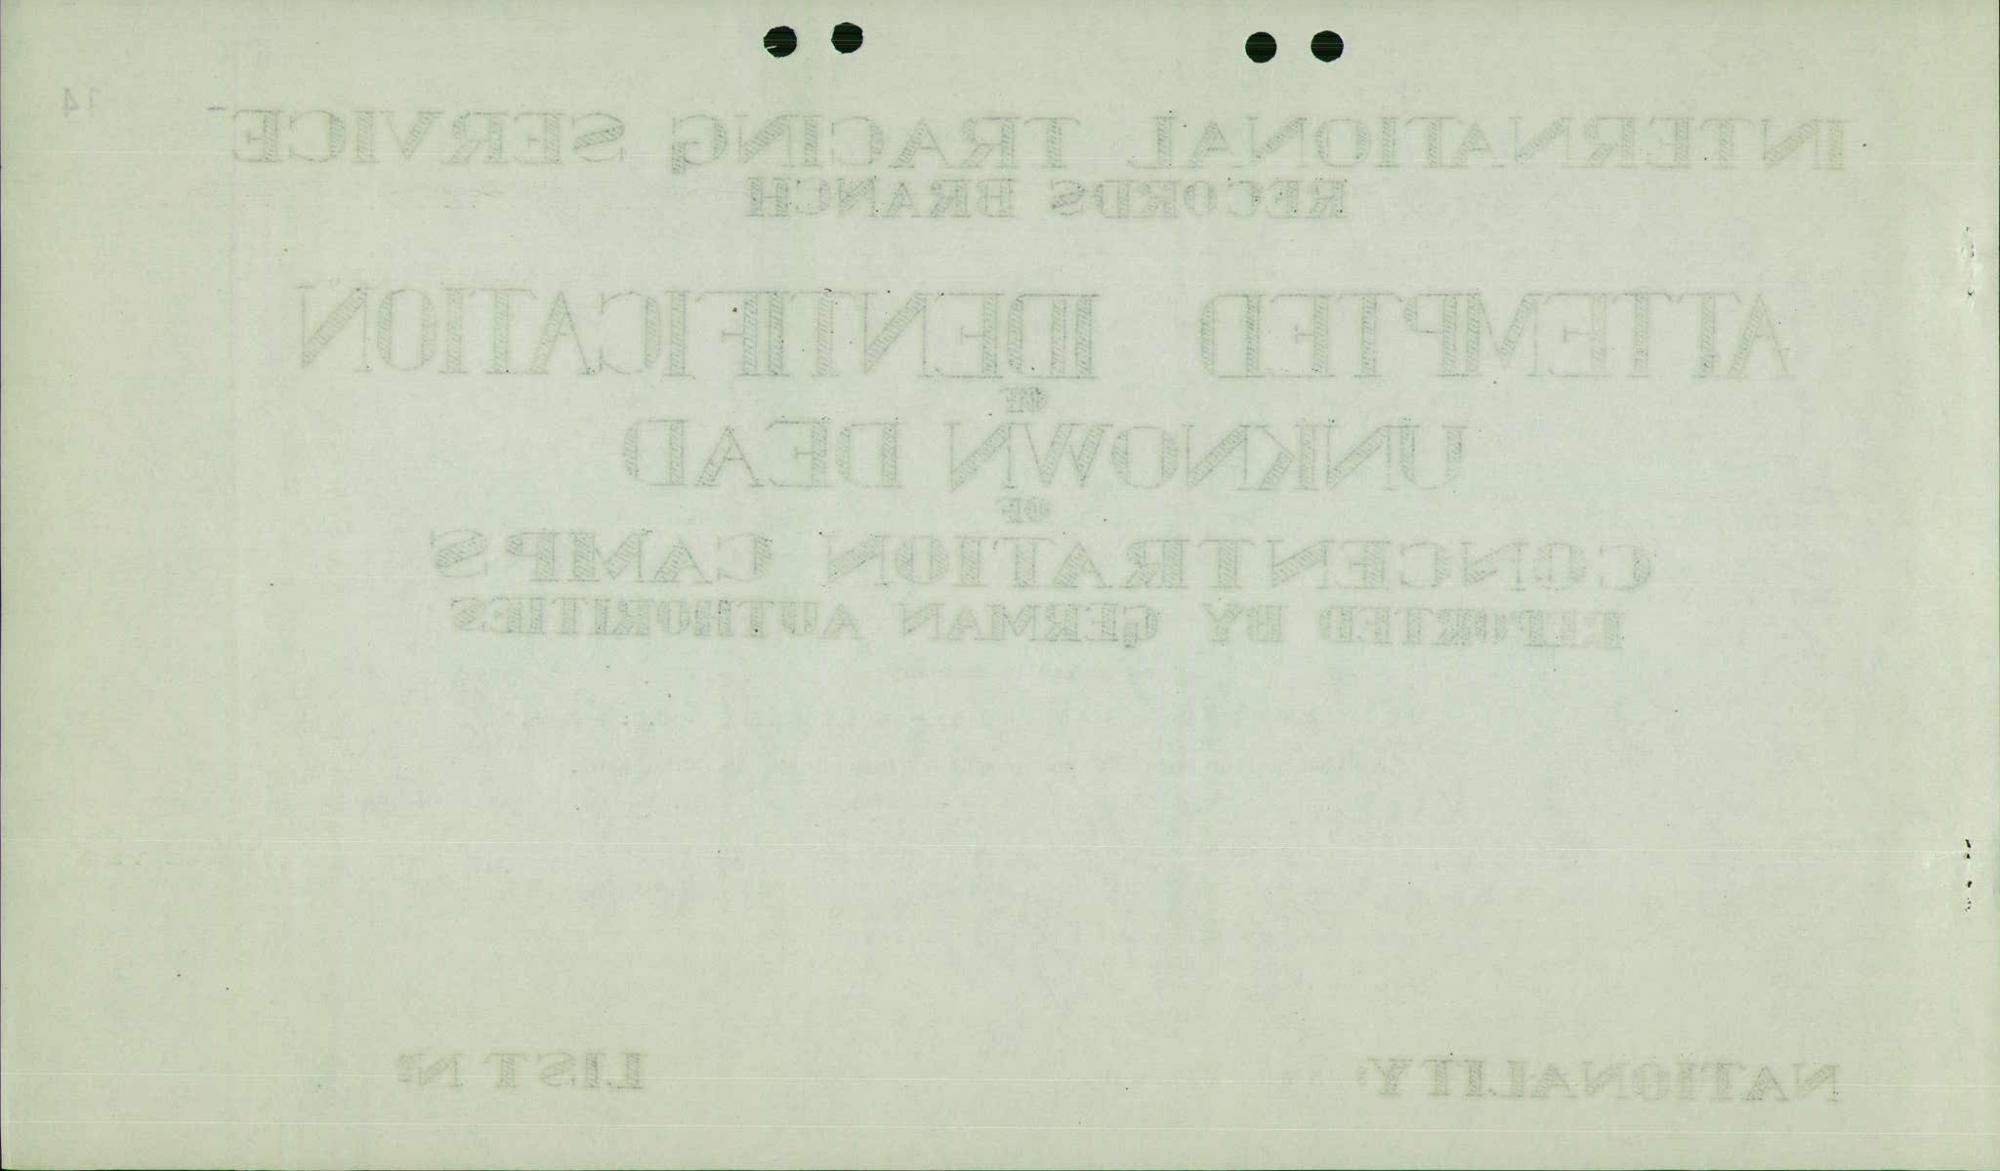 14
INTERNATIONAL TRACING SERVICE
RECORDS BRANCH
ATTEMPTED IDENTIFICATION
OF
UNKNOWN DEAD
OF
CONCENTRATION CAMPS
REPORTED BY GERMAN AUTHORITIES
NATIONALITY: LIST Nº